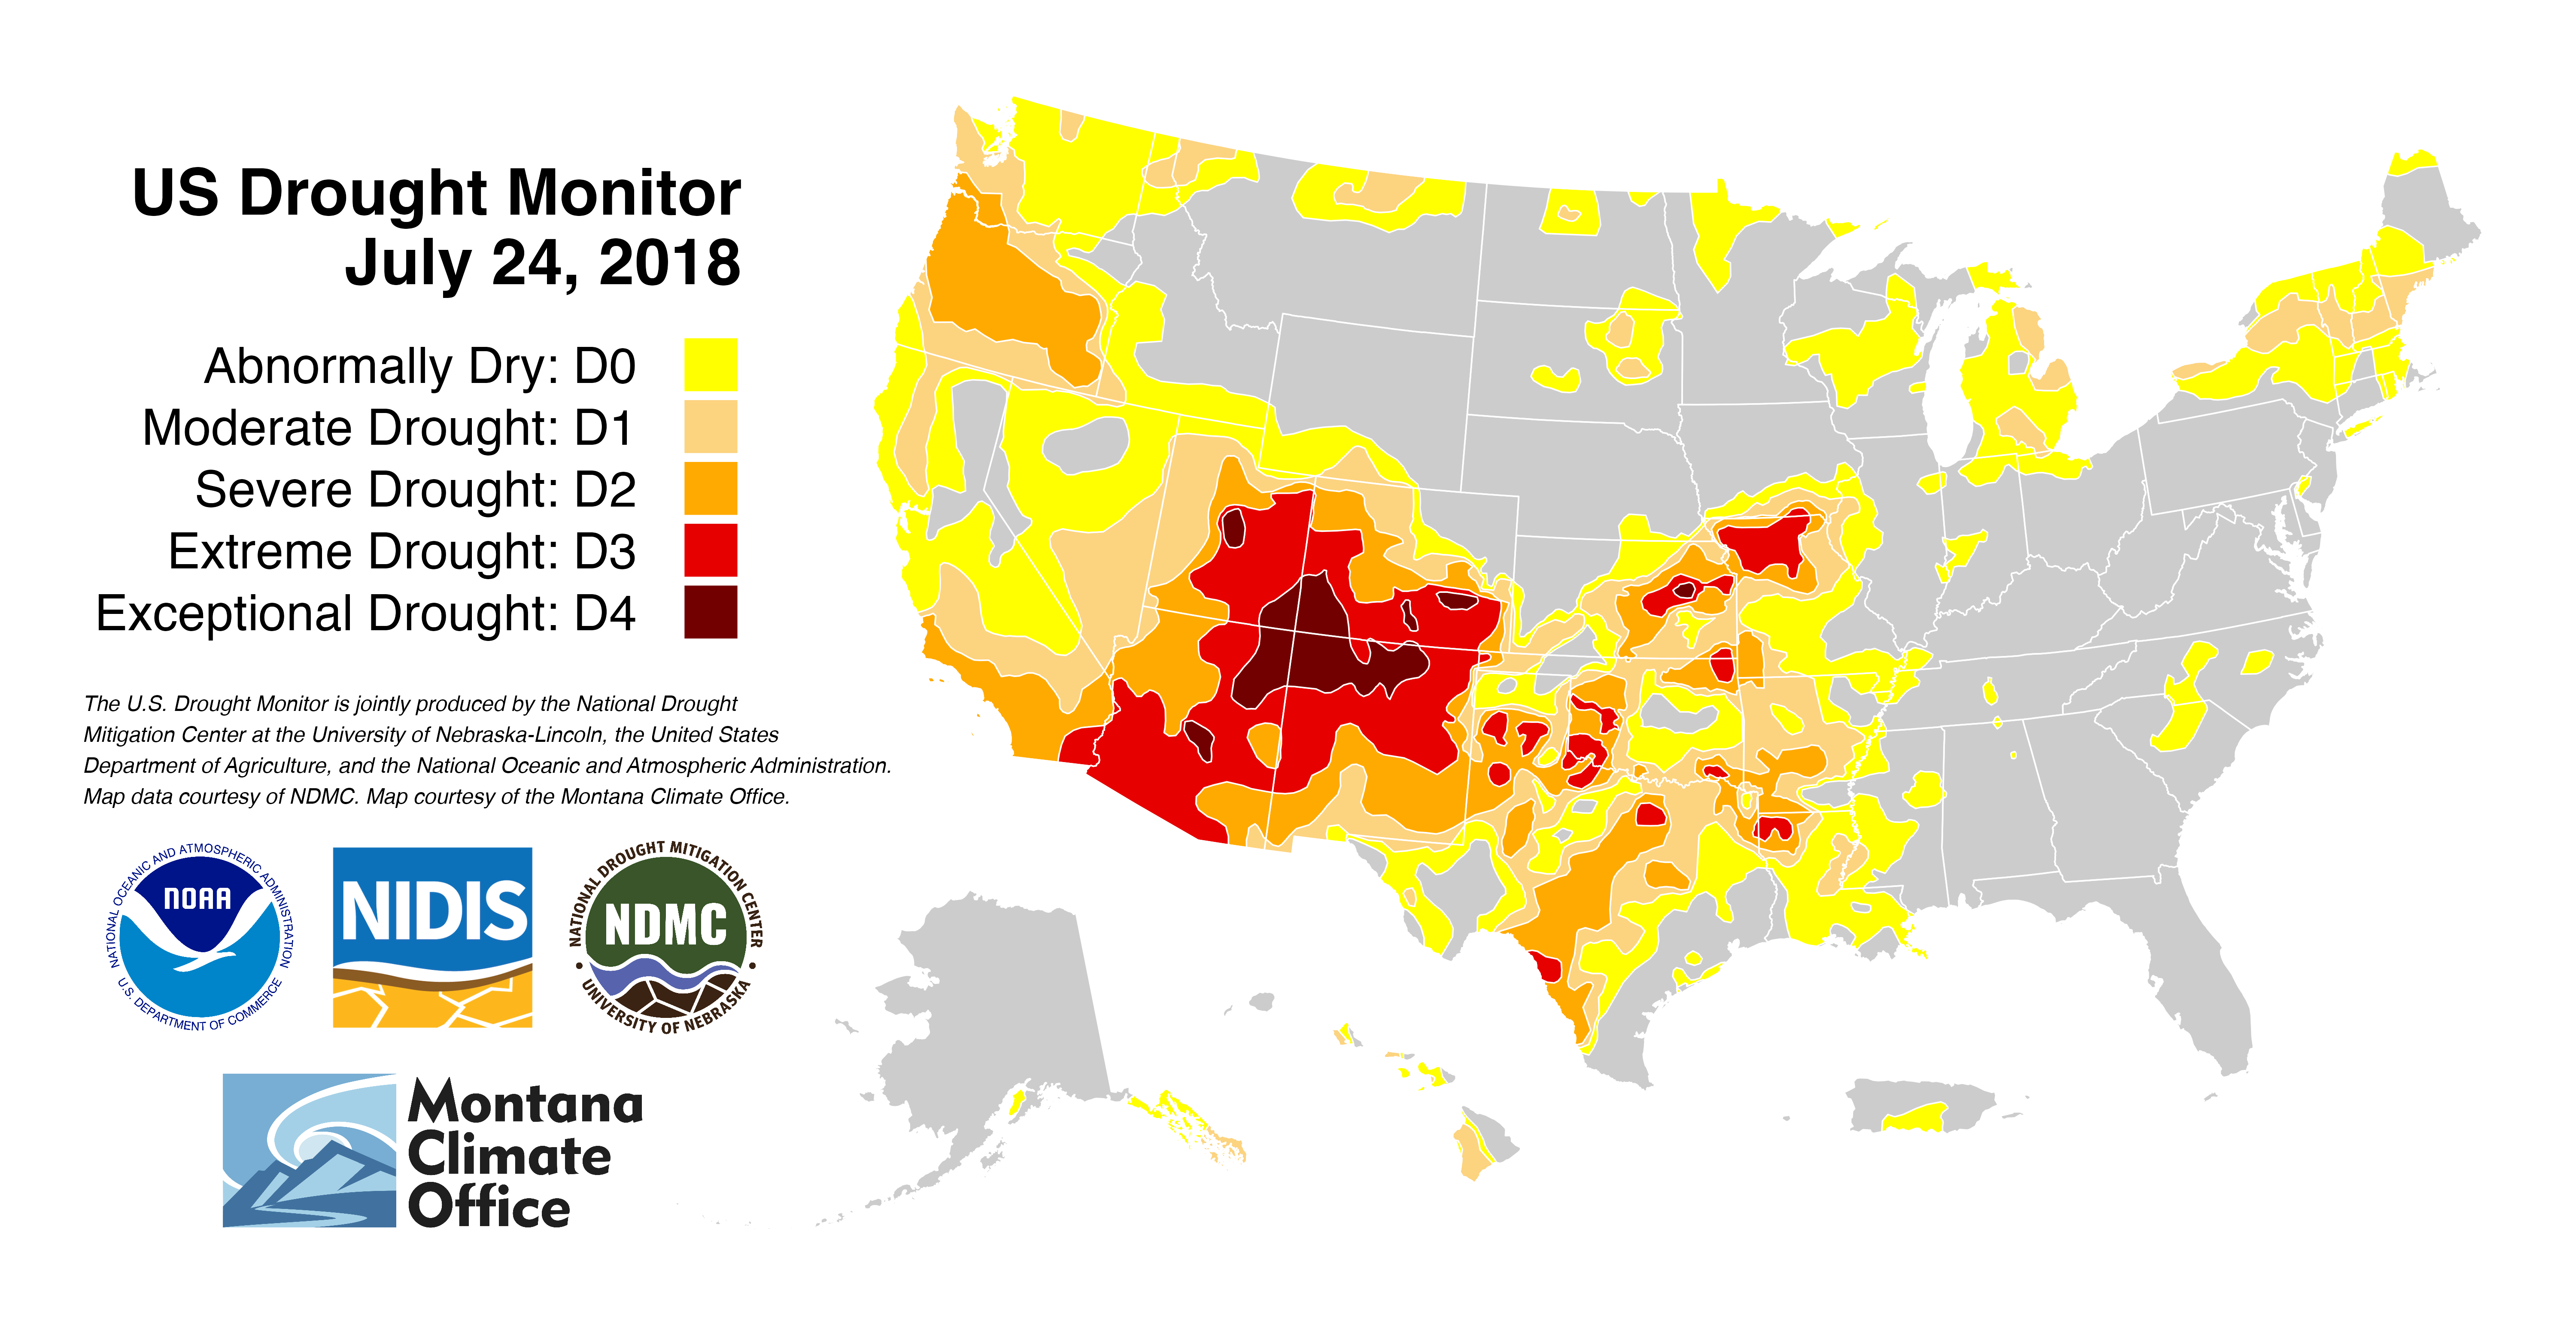 US Drought Monitor
July 24, 2018
Abnormally Dry: D0
Moderate Drought: D1
Severe Drought: D2
Extreme Drought: D3
Exceptional Drought: D4
The U.S. Drought Monitor is jointly produced by the National Drought
Mitigation Center at the University of Nebraska-Lincoln, the United States
Department of Agriculture, and the National Oceanic and Atmospheric Administration.
Map data courtesy of NDMC. Map courtesy of the Montana Climate Office.
NATIONAL OCEANIC AND ATMOSPHERIC ADMINISTRATION
NOAA
U.S. DEPARTMENT OF COMMERCE
NIDIS
NATIONAL DROUGHT MITIGATION CENTER
NDMC
UNIVERSITY OF NEBRASKA
Montana
Climate
Office